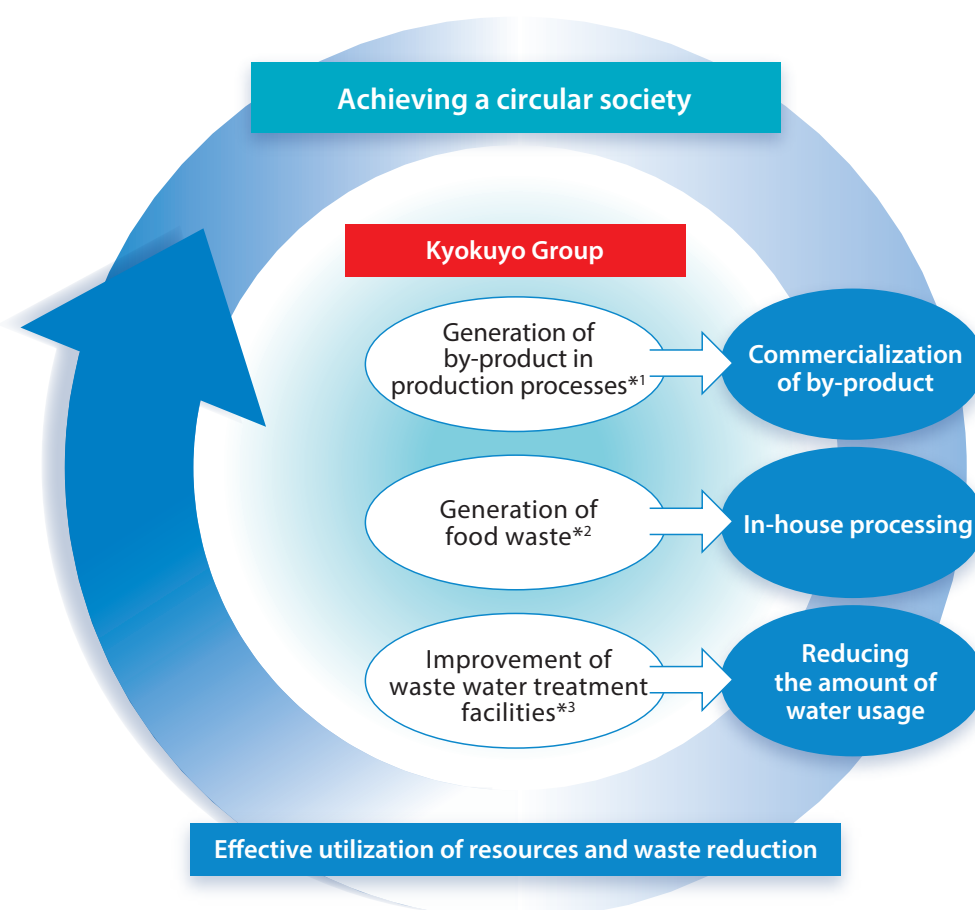 Achieving a circular society
Kyokuyo Group
Generation of
by-product in
production processes*1
Commercialization
of by-product
Generation of
food waste*2
In-house processing
Improvement of
waste water treatment
facilities*3
Reducing
the amount of
water usage
Effective utilization of resources and waste reduction